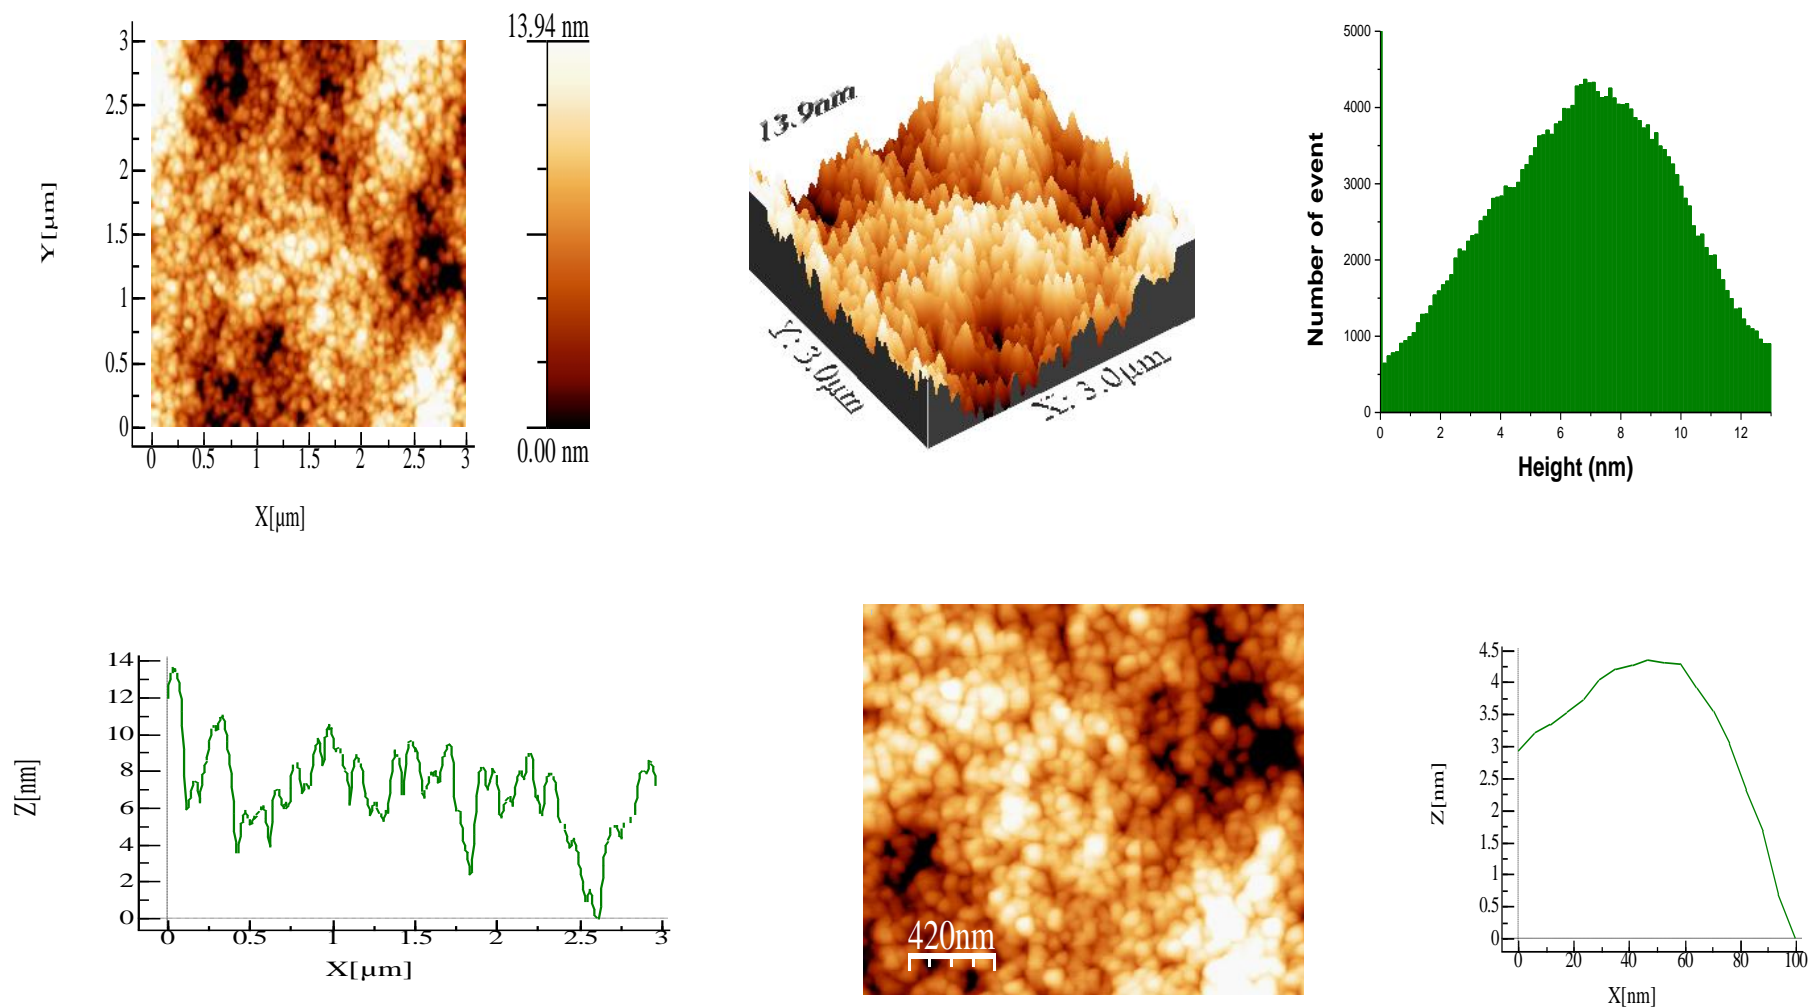 13.94 nm
3
2.5
2
1.5
1
0.5
0
Y[μm]
0 0.5 1 1.5 2 2.5 3
X[μm]
0.00 nm
13.9nm
Y: 3.0μm
X: 3.0μm
5000
4000
3000
2000
1000
0
Number of event
0 2 4 6 8 10 12
Height (nm)
14
12
10
8
6
4
2
0
Z[nm]
0 0.5 1 1.5 2 2.5 3
X[μm]
420nm
4.5
4
3.5
3
2.5
2
1.5
1
0.5
0
Z[nm]
0 20 40 60 80 100
X[nm]